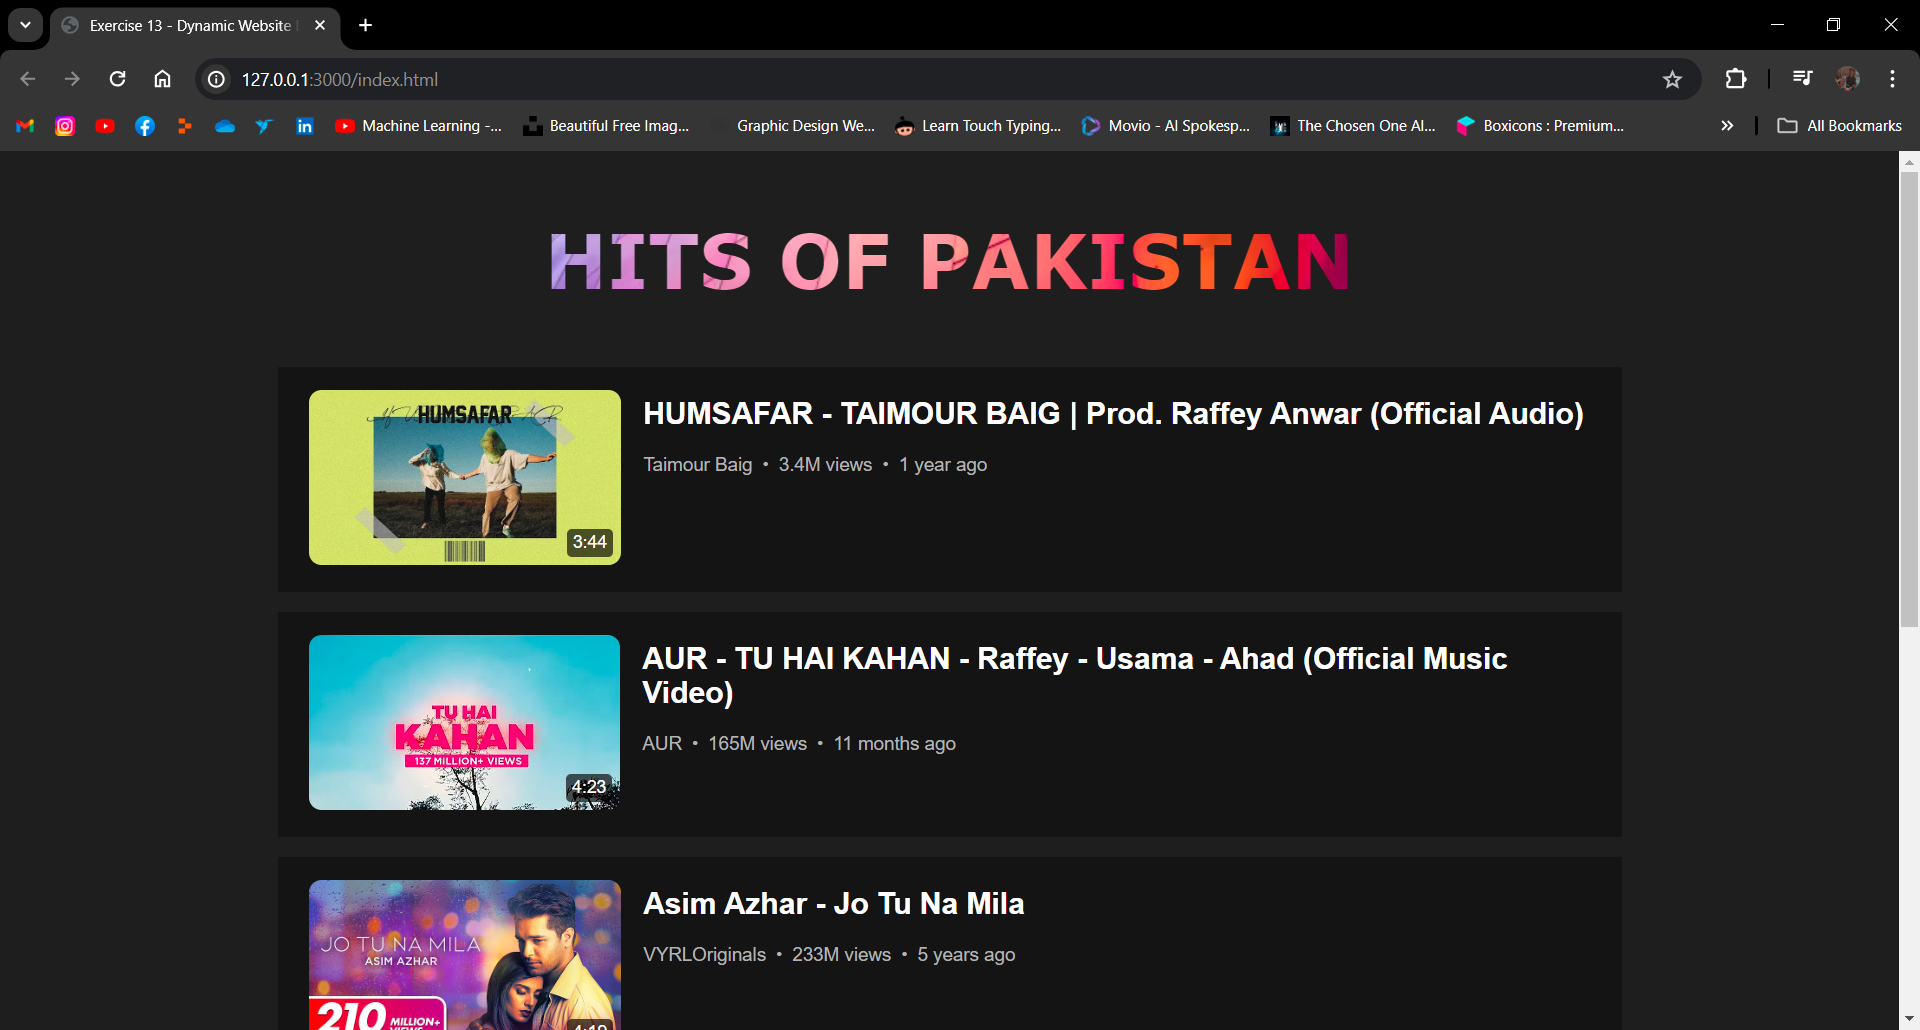 Exercise 13 - Dynamic Website
127.0.0.1:3000/index.html
Machine Learning -...
Beautiful Free Imag...
Graphic Design We...
Learn Touch Typing...
Movio - AI Spokesp...
The Chosen One Al...
Boxicons : Premium...
All Bookmarks
HITS OF PAKISTAN
HUMSAFAR
3:44
HUMSAFAR - TAIMOUR BAIG | Prod. Raffey Anwar (Official Audio)
Taimour Baig • 3.4M views • 1 year ago
TU HAI
KAHAN
137 MILLION+ VIEWS
4:23
AUR - TU HAI KAHAN - Raffey - Usama - Ahad (Official Music
Video)
AUR • 165M views • 11 months ago
JO TU NA MILA
ASIM AZHAR
210 MILLION+
VIEWS
Asim Azhar - Jo Tu Na Mila
VYRLOriginals • 233M views • 5 years ago